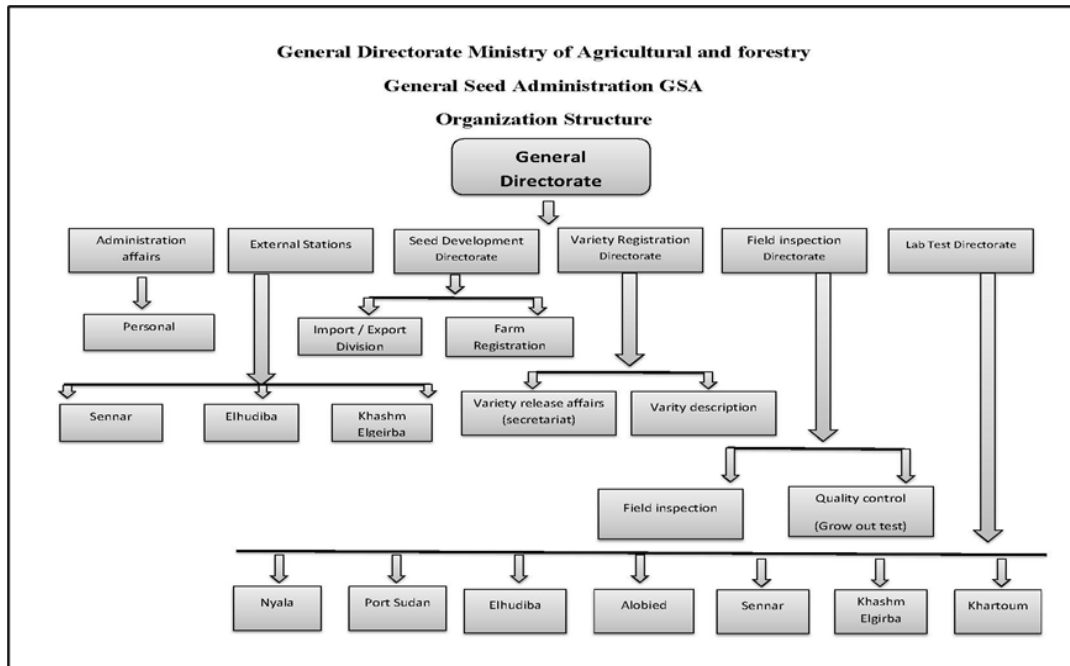 General Directorate Ministry of Agricultural and forestry
General Seed Administration GSA
Organization Structure
General
Directorate
Administration
affairs
External Stations
Seed Development
Directorate
Variety Registration
Directorate
Field inspection
Directorate
Lab Test Directorate
Personal
Import / Export
Division
Farm
Registration
Sennar
Elhudiba
Khashm
Elgeirba
Variety release affairs
(secretariat)
Varity description
Field inspection
Quality control
(Grow out test)
Nyala
Port Sudan
Elhudiba
Alobied
Sennar
Khashm
Elgirba
Khartoum